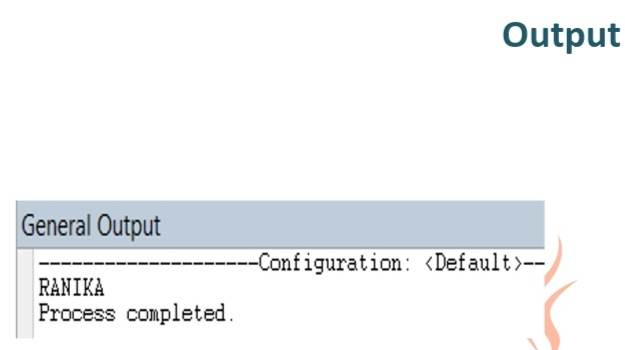 Output
General Output
--------------------Configuration: <Default>--
RANIKA
Process completed.